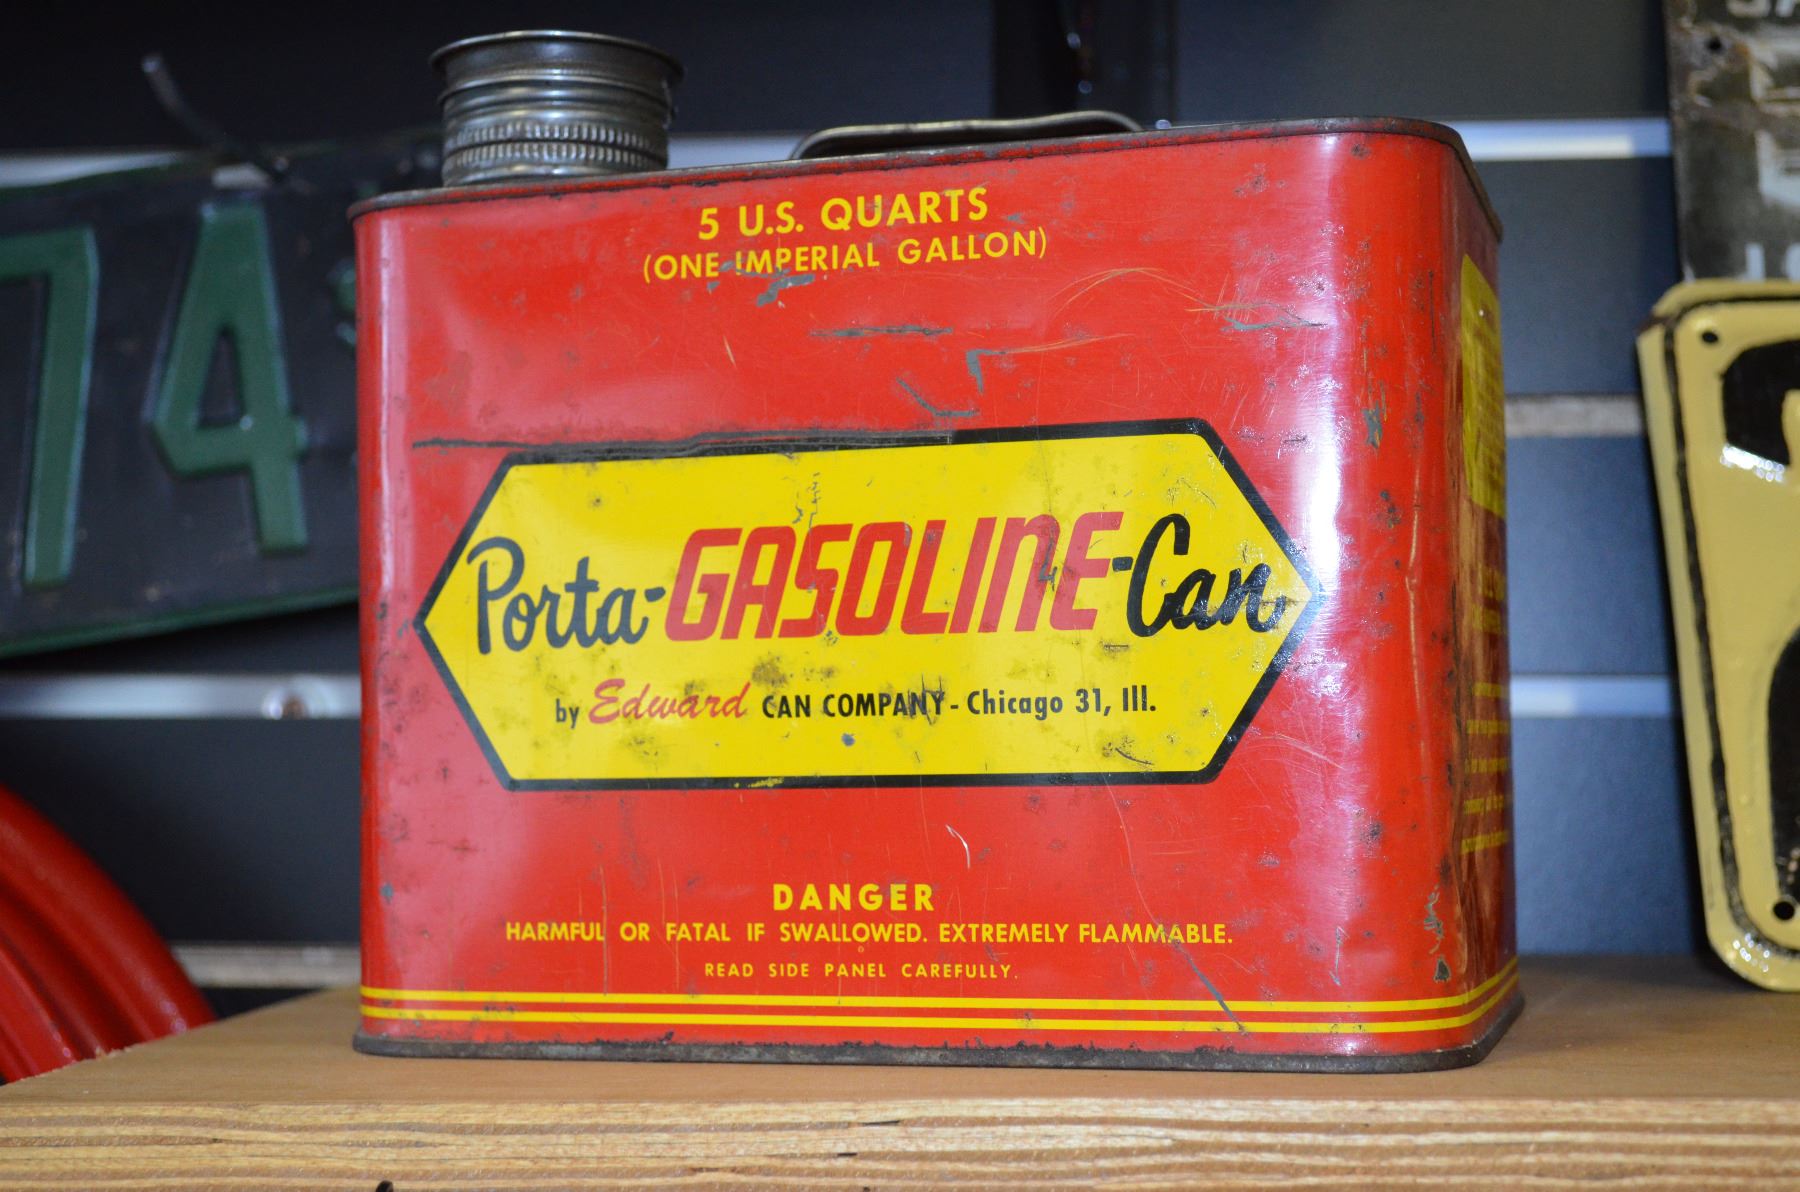 5 U.S. QUARTS
(ONE IMPERIAL GALLON)
Porta-GASOLINE-Can
by Edward CAN COMPANY - Chicago 31, Ill.
DANGER
HARMFUL OR FATAL IF SWALLOWED. EXTREMELY FLAMMABLE.
READ SIDE PANEL CAREFULLY.
74